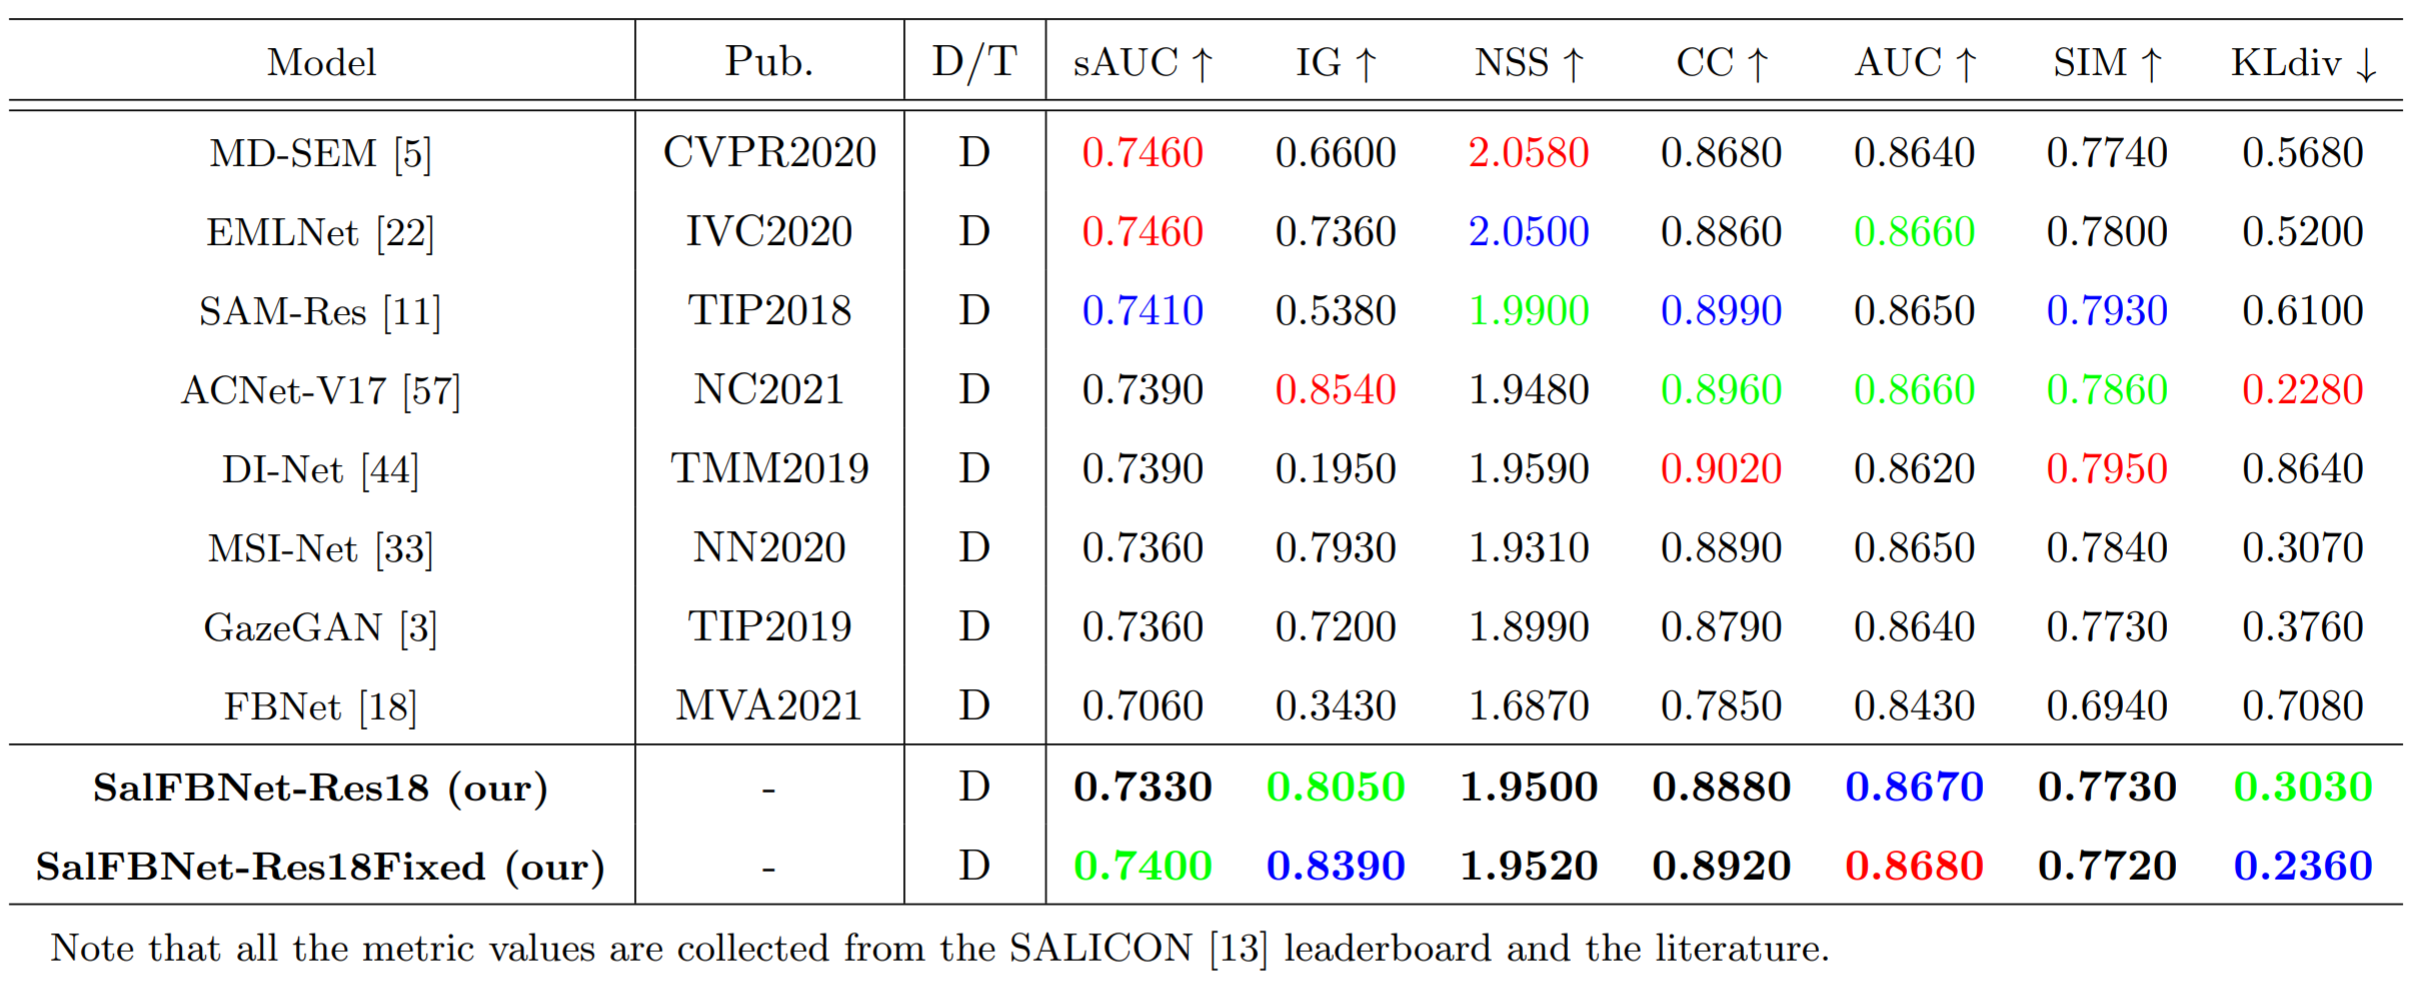 Model Pub. D/T sAUC ↑ IG ↑ NSS ↑ CC ↑ AUC ↑ SIM ↑ KLdiv ↓
MD-SEM [5] CVPR2020 D 0.7460 0.6600 2.0580 0.8680 0.8640 0.7740 0.5680
EMLNet [22] IVC2020 D 0.7460 0.7360 2.0500 0.8860 0.8660 0.7800 0.5200
SAM-Res [11] TIP2018 D 0.7410 0.5380 1.9900 0.8990 0.8650 0.7930 0.6100
ACNet-V17 [57] NC2021 D 0.7390 0.8540 1.9480 0.8960 0.8660 0.7860 0.2280
DI-Net [44] TMM2019 D 0.7390 0.1950 1.9590 0.9020 0.8620 0.7950 0.8640
MSI-Net [33] NN2020 D 0.7360 0.7930 1.9310 0.8890 0.8650 0.7840 0.3070
GazeGAN [3] TIP2019 D 0.7360 0.7200 1.8990 0.8790 0.8640 0.7730 0.3760
FBNet [18] MVA2021 D 0.7060 0.3430 1.6870 0.7850 0.8430 0.6940 0.7080
SalFBNet-Res18 (our) - D 0.7330 0.8050 1.9500 0.8880 0.8670 0.7730 0.3030
SalFBNet-Res18Fixed (our) - D 0.7400 0.8390 1.9520 0.8920 0.8680 0.7720 0.2360
Note that all the metric values are collected from the SALICON [13] leaderboard and the literature.